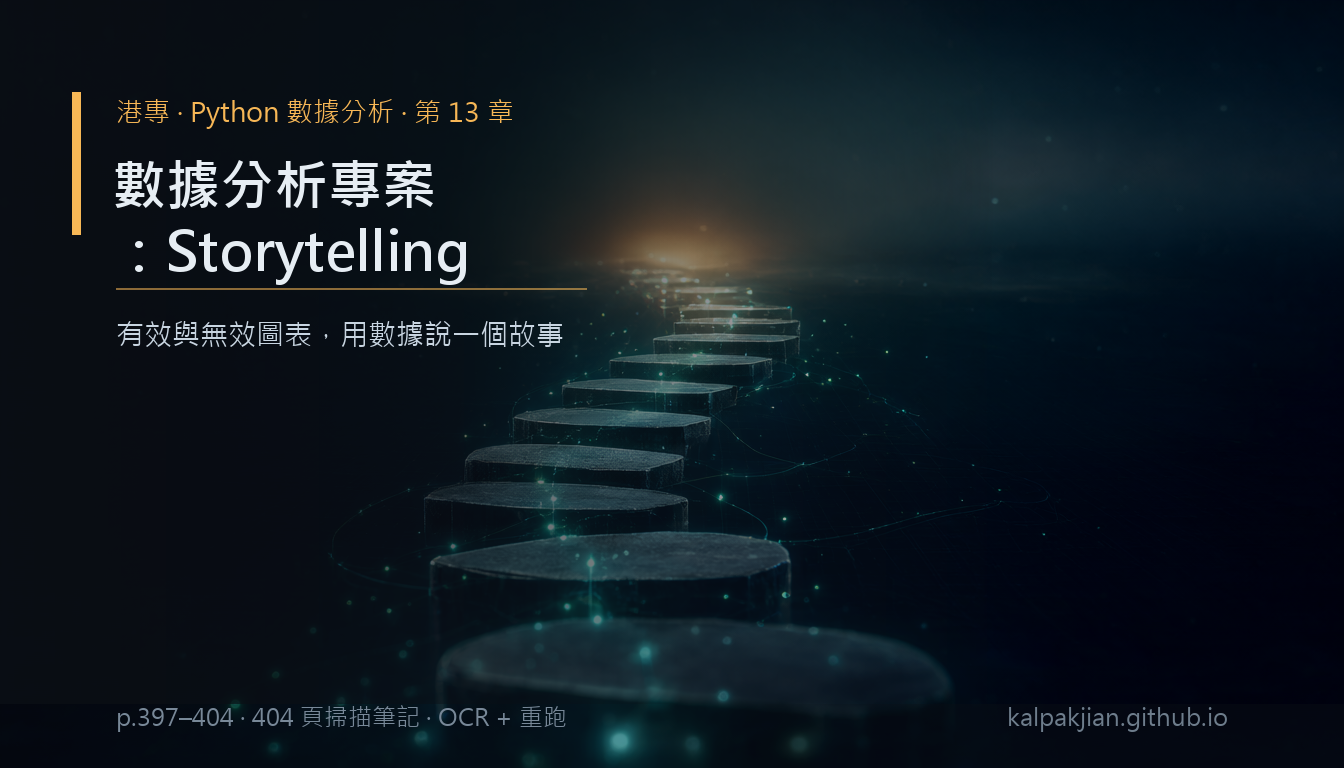 港專 · Python 數據分析 · 第 13 章
數據分析專案
：Storytelling
有效與無效圖表，用數據說一個故事
p.397–404 · 404 頁掃描筆記 · OCR + 重跑
kalpakjian.github.io